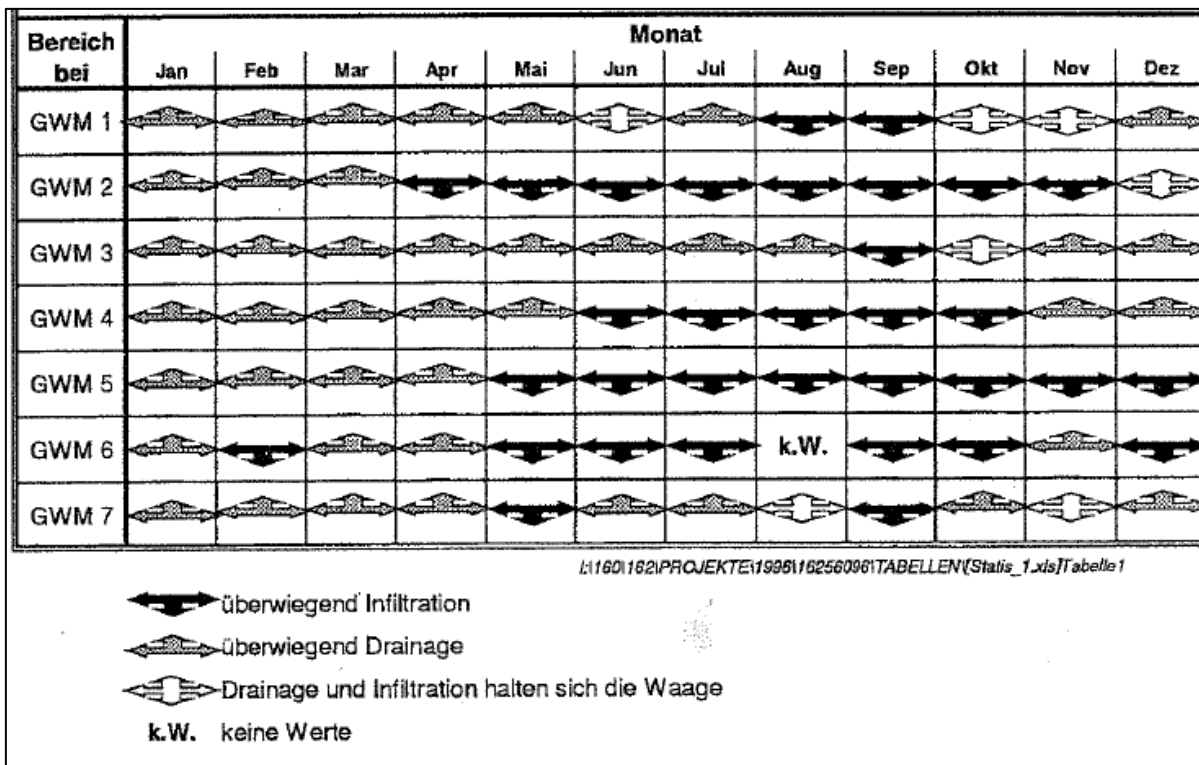 Bereich bei Monat
Jan Feb Mar Apr Mai Jun Jul Aug Sep Okt Nov Dez
GWM 1
GWM 2
GWM 3
GWM 4
GWM 5
GWM 6 k.W.
GWM 7
I:\160\162\PROJEKTE\1996\16256096\TABELLEN\[Statis_1.xls]Tabelle1
überwiegend Infiltration
überwiegend Drainage
Drainage und Infiltration halten sich die Waage
k.W. keine Werte